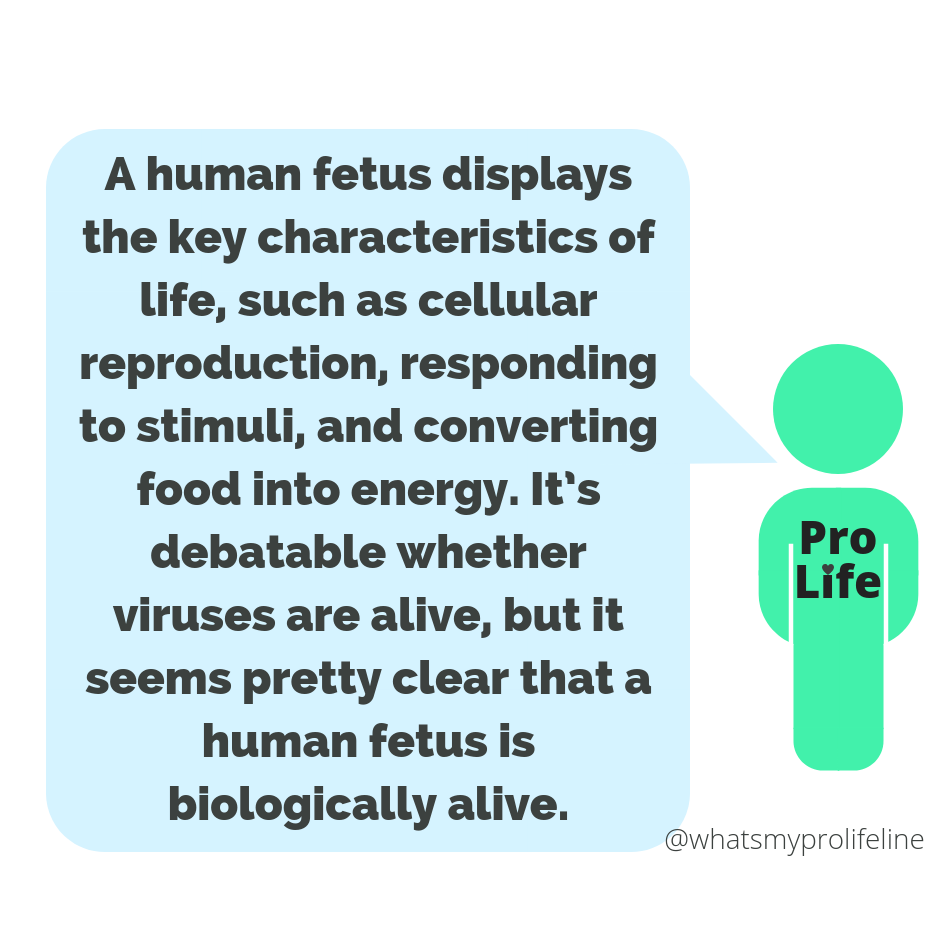 A human fetus displays
the key characteristics of
life, such as cellular
reproduction, responding
to stimuli, and converting
food into energy. It’s
debatable whether
viruses are alive, but it
seems pretty clear that a
human fetus is
biologically alive.
Pro
Life
@whatsmyprolifeline